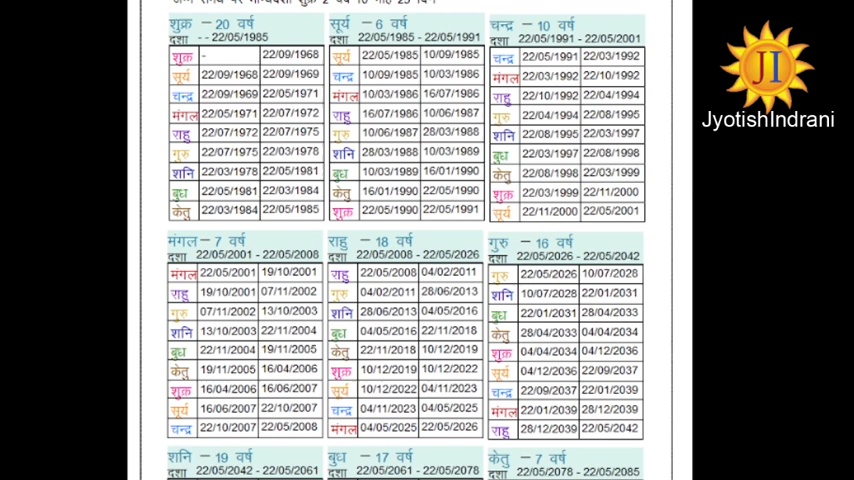 जन्म समय पर भोग्यदशा शुक्र 2 वर्ष 10 माह 25 दिन
शुक्र - 20 वर्ष
दशा - - 22/05/1985
शुक्र - 22/09/1968
सूर्य 22/09/1968 22/09/1969
चन्द्र 22/09/1969 22/05/1971
मंगल 22/05/1971 22/07/1972
राहु 22/07/1972 22/07/1975
गुरु 22/07/1975 22/03/1978
शनि 22/03/1978 22/05/1981
बुध 22/05/1981 22/03/1984
केतु 22/03/1984 22/05/1985
सूर्य - 6 वर्ष
दशा 22/05/1985 - 22/05/1991
सूर्य 22/05/1985 10/09/1985
चन्द्र 10/09/1985 10/03/1986
मंगल 10/03/1986 16/07/1986
राहु 16/07/1986 10/06/1987
गुरु 10/06/1987 28/03/1988
शनि 28/03/1988 10/03/1989
बुध 10/03/1989 16/01/1990
केतु 16/01/1990 22/05/1990
शुक्र 22/05/1990 22/05/1991
चन्द्र - 10 वर्ष
दशा 22/05/1991 - 22/05/2001
चन्द्र 22/05/1991 22/03/1992
मंगल 22/03/1992 22/10/1992
राहु 22/10/1992 22/04/1994
गुरु 22/04/1994 22/08/1995
शनि 22/08/1995 22/03/1997
बुध 22/03/1997 22/08/1998
केतु 22/08/1998 22/03/1999
शुक्र 22/03/1999 22/11/2000
सूर्य 22/11/2000 22/05/2001
JI
JyotishIndrani
मंगल - 7 वर्ष
दशा 22/05/2001 - 22/05/2008
मंगल 22/05/2001 19/10/2001
राहु 19/10/2001 07/11/2002
गुरु 07/11/2002 13/10/2003
शनि 13/10/2003 22/11/2004
बुध 22/11/2004 19/11/2005
केतु 19/11/2005 16/04/2006
शुक्र 16/04/2006 16/06/2007
सूर्य 16/06/2007 22/10/2007
चन्द्र 22/10/2007 22/05/2008
राहु - 18 वर्ष
दशा 22/05/2008 - 22/05/2026
राहु 22/05/2008 04/02/2011
गुरु 04/02/2011 28/06/2013
शनि 28/06/2013 04/05/2016
बुध 04/05/2016 22/11/2018
केतु 22/11/2018 10/12/2019
शुक्र 10/12/2019 10/12/2022
सूर्य 10/12/2022 04/11/2023
चन्द्र 04/11/2023 04/05/2025
मंगल 04/05/2025 22/05/2026
गुरु - 16 वर्ष
दशा 22/05/2026 - 22/05/2042
गुरु 22/05/2026 10/07/2028
शनि 10/07/2028 22/01/2031
बुध 22/01/2031 28/04/2033
केतु 28/04/2033 04/04/2034
शुक्र 04/04/2034 04/12/2036
सूर्य 04/12/2036 22/09/2037
चन्द्र 22/09/2037 22/01/2039
मंगल 22/01/2039 28/12/2039
राहु 28/12/2039 22/05/2042
शनि - 19 वर्ष
दशा 22/05/2042 - 22/05/2061
बुध - 17 वर्ष
दशा 22/05/2061 - 22/05/2078
केतु - 7 वर्ष
दशा 22/05/2078 - 22/05/2085